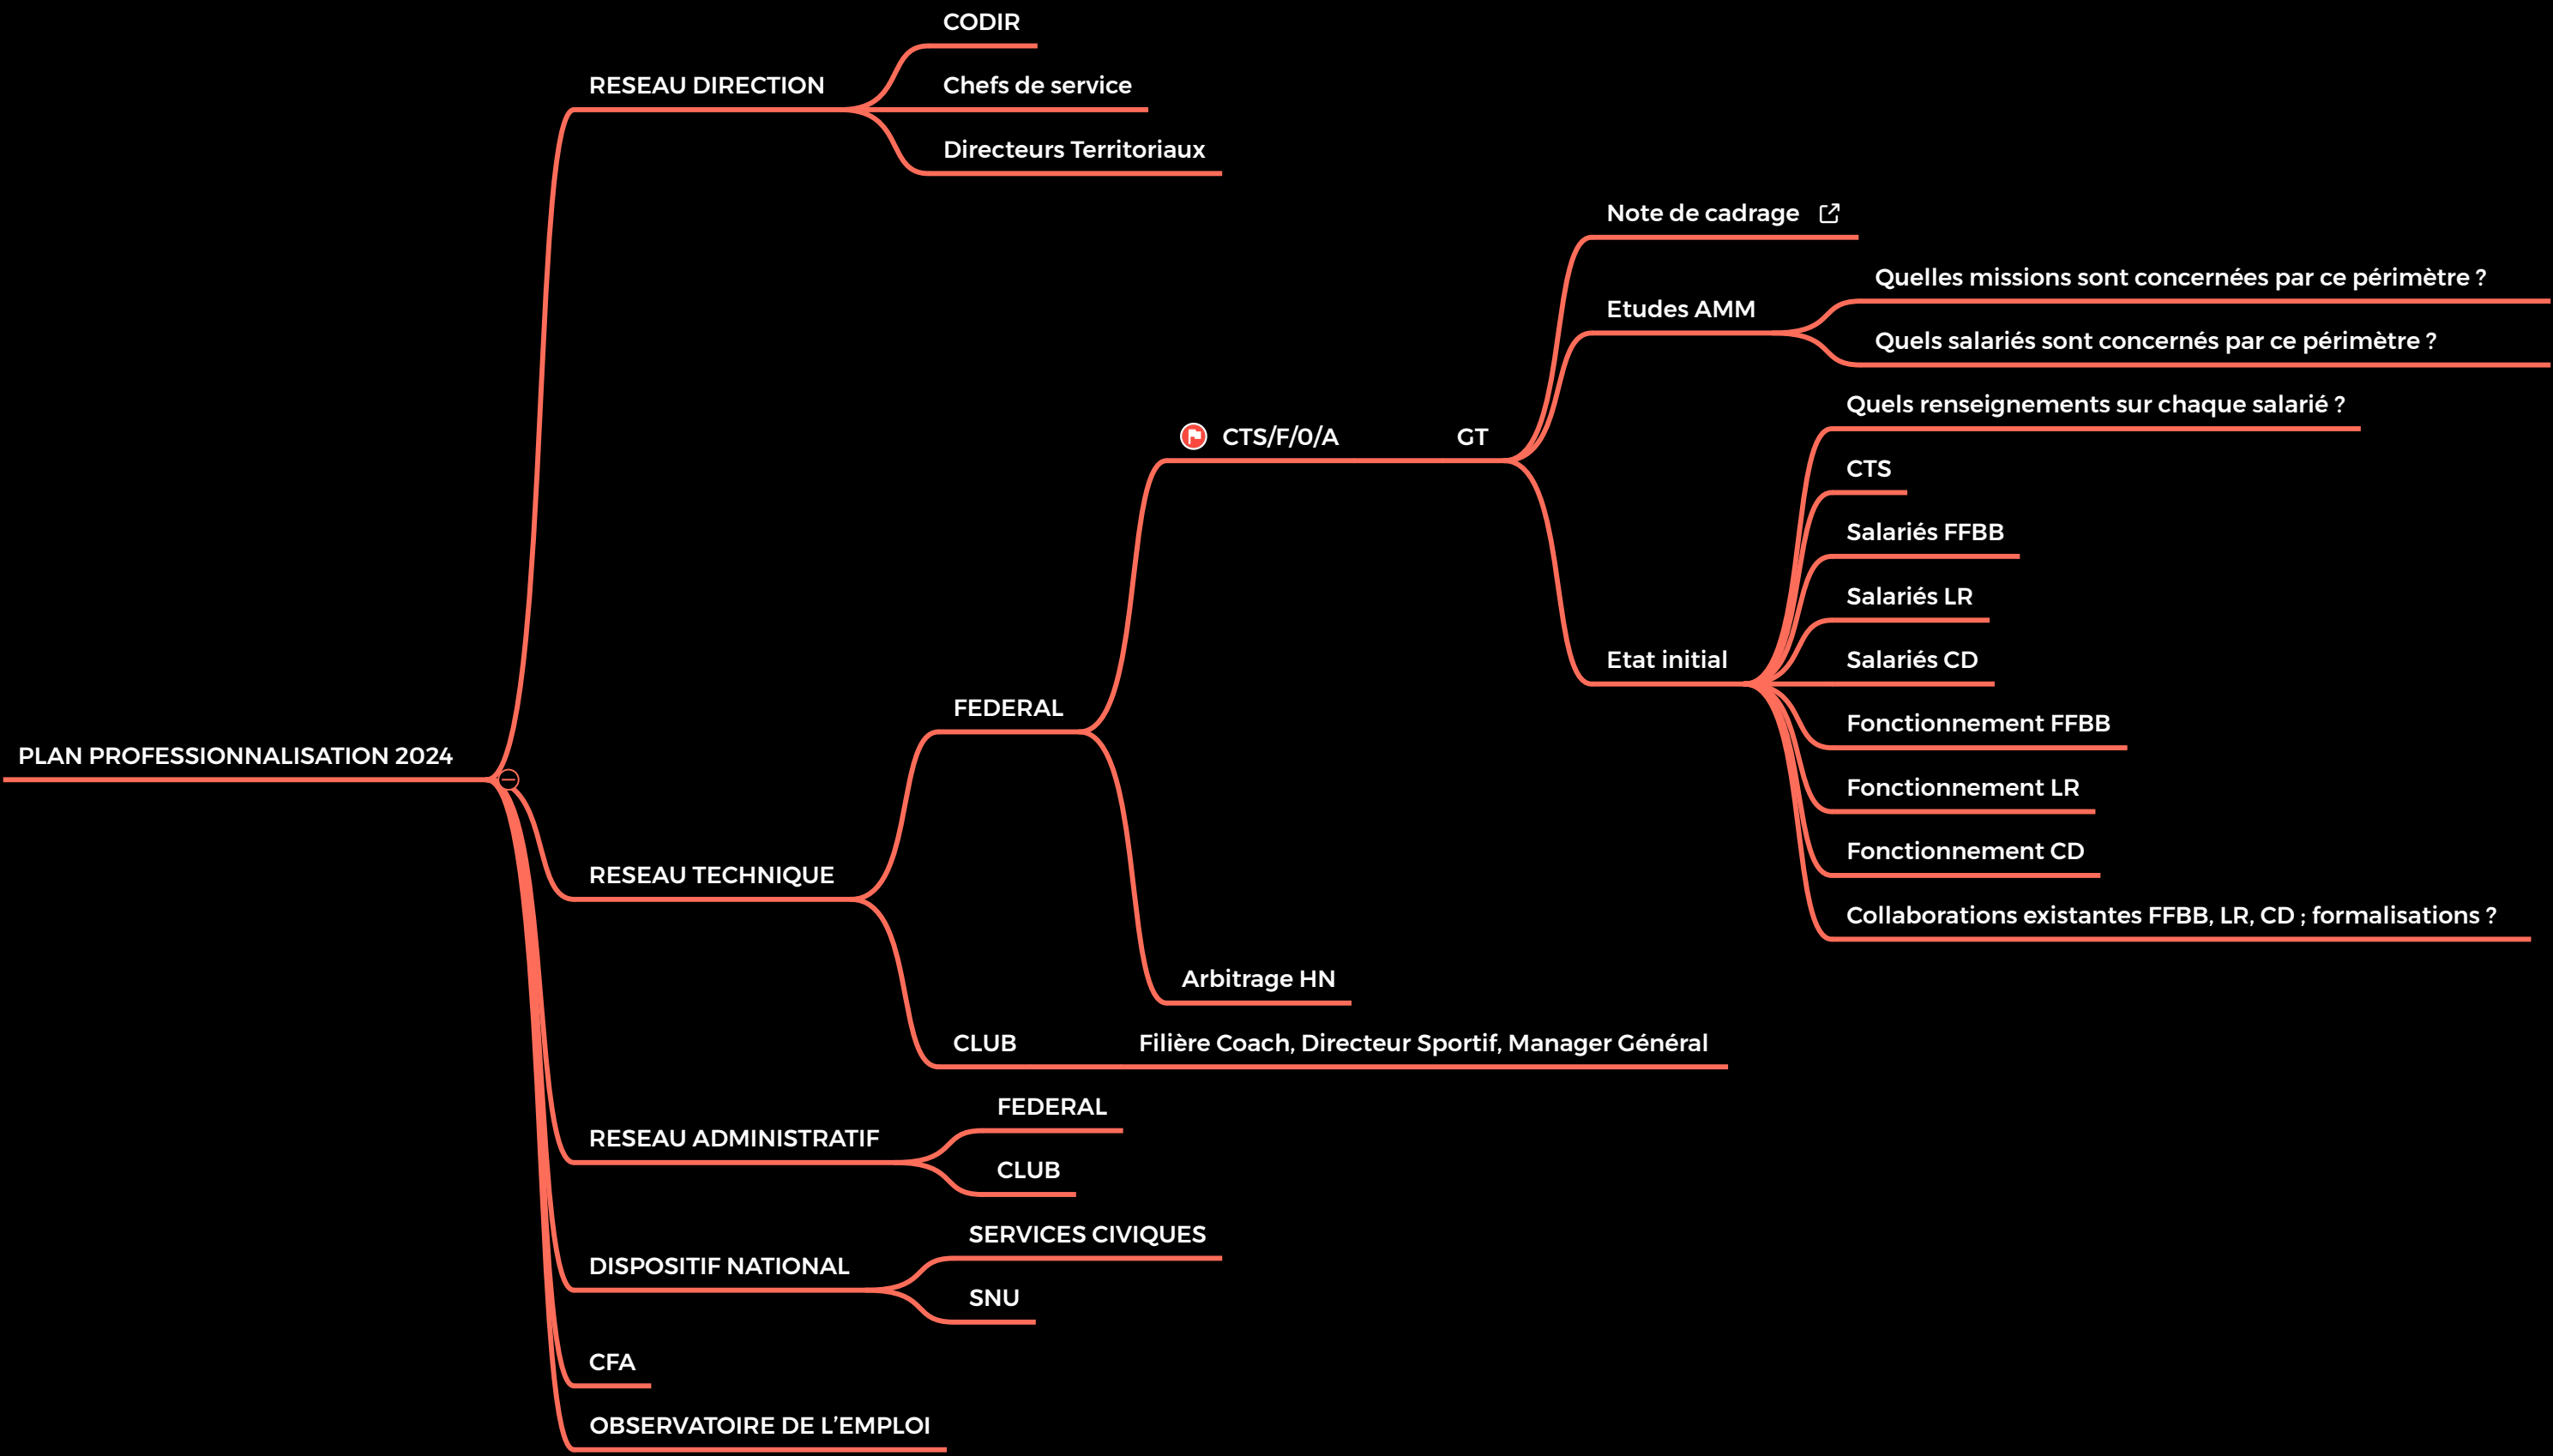 CODIR
RESEAU DIRECTION
Chefs de service
Directeurs Territoriaux
Note de cadrage
Quelles missions sont concernées par ce périmètre ?
Etudes AMM
Quels salariés sont concernés par ce périmètre ?
Quels renseignements sur chaque salarié ?
CTS/F/0/A
GT
CTS
Salariés FFBB
Salariés LR
Etat initial
Salariés CD
FEDERAL
Fonctionnement FFBB
PLAN PROFESSIONNALISATION 2024
Fonctionnement LR
Fonctionnement CD
RESEAU TECHNIQUE
Collaborations existantes FFBB, LR, CD ; formalisations ?
Arbitrage HN
CLUB
Filière Coach, Directeur Sportif, Manager Général
FEDERAL
RESEAU ADMINISTRATIF
CLUB
SERVICES CIVIQUES
DISPOSITIF NATIONAL
SNU
CFA
OBSERVATOIRE DE L’EMPLOI